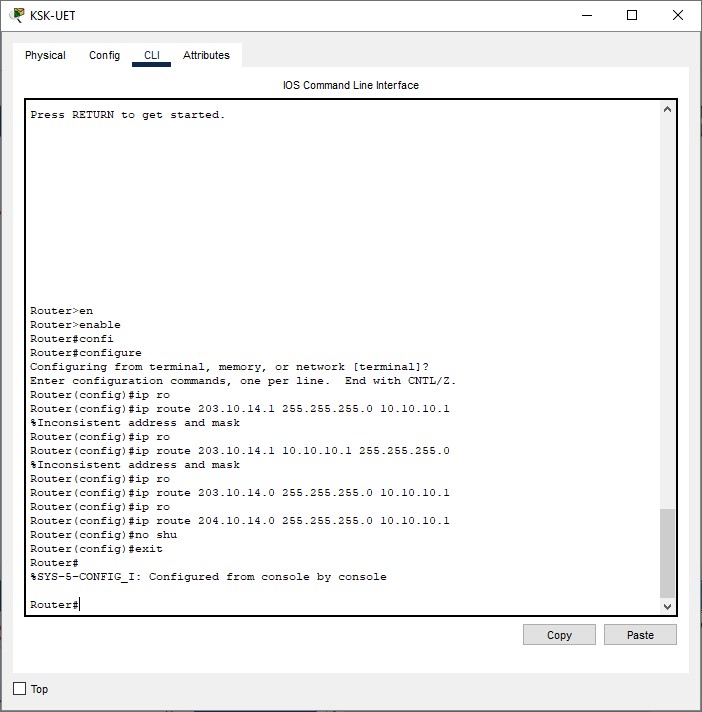 KSK-UET
Physical Config CLI Attributes
IOS Command Line Interface
Press RETURN to get started.
Router>en
Router>enable
Router#confi
Router#configure
Configuring from terminal, memory, or network [terminal]?
Enter configuration commands, one per line.  End with CNTL/Z.
Router(config)#ip ro
Router(config)#ip route 203.10.14.1 255.255.255.0 10.10.10.1
%Inconsistent address and mask
Router(config)#ip ro
Router(config)#ip route 203.10.14.1 10.10.10.1 255.255.255.0
%Inconsistent address and mask
Router(config)#ip ro
Router(config)#ip route 203.10.14.0 255.255.255.0 10.10.10.1
Router(config)#ip ro
Router(config)#ip route 204.10.14.0 255.255.255.0 10.10.10.1
Router(config)#no shu
Router(config)#exit
Router#
%SYS-5-CONFIG_I: Configured from console by console
Router#
Copy Paste
Top